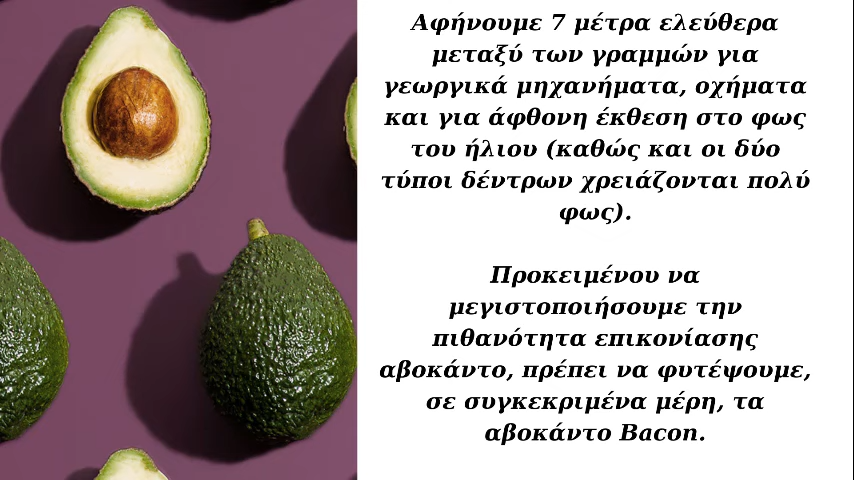 Αφήνουμε 7 μέτρα ελεύθερα
μεταξύ των γραμμών για
γεωργικά μηχανήματα, οχήματα
και για άφθονη έκθεση στο φως
του ήλιου (καθώς και οι δύο
τύποι δέντρων χρειάζονται πολύ
φως).
Προκειμένου να
μεγιστοποιήσουμε την
πιθανότητα επικονίασης
αβοκάντο, πρέπει να φυτέψουμε,
σε συγκεκριμένα μέρη, τα
αβοκάντο Bacon.